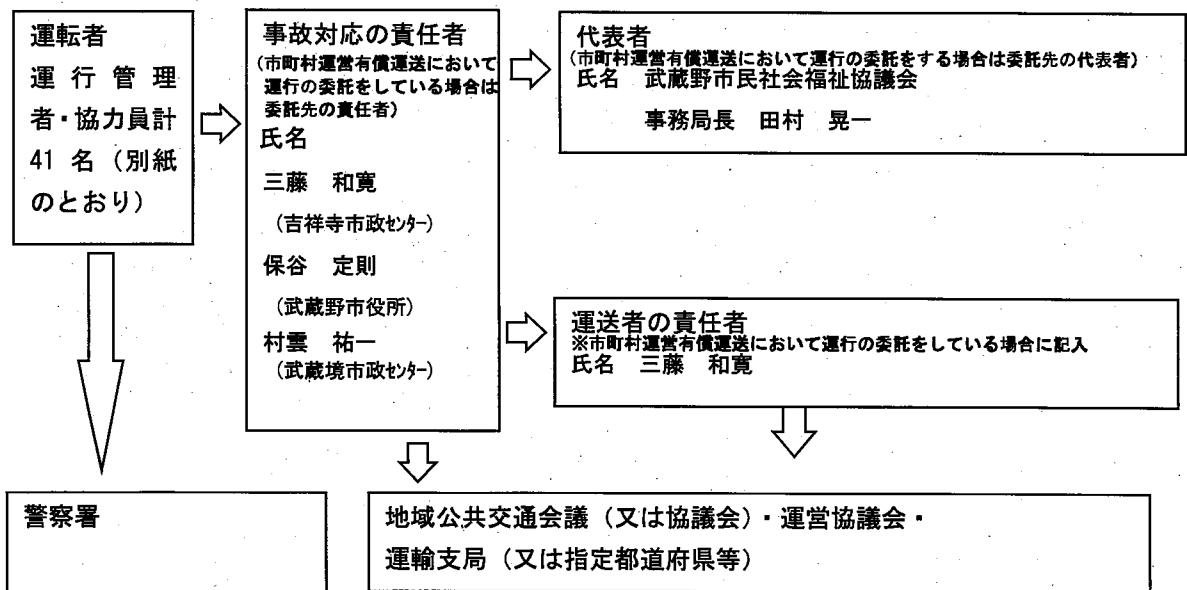 運転者
運行管理
者・協力員計
41 名（別紙
のとおり）
事故対応の責任者
（市町村運営有償運送において
運行の委託をしている場合は
委託先の責任者）
氏名
三藤　和寛
（吉祥寺市政ｾﾝﾀｰ）
保谷　定則
（武蔵野市役所）
村雲　祐一
（武蔵境市政ｾﾝﾀｰ）
代表者
（市町村運営有償運送において運行の委託をする場合は委託先の代表者）
氏名　武蔵野市民社会福祉協議会
事務局長　田村　晃一
運送者の責任者
※市町村運営有償運送において運行の委託をしている場合に記入
氏名　三藤　和寛
警察署
地域公共交通会議（又は協議会）・運営協議会・
運輸支局（又は指定都道府県等）